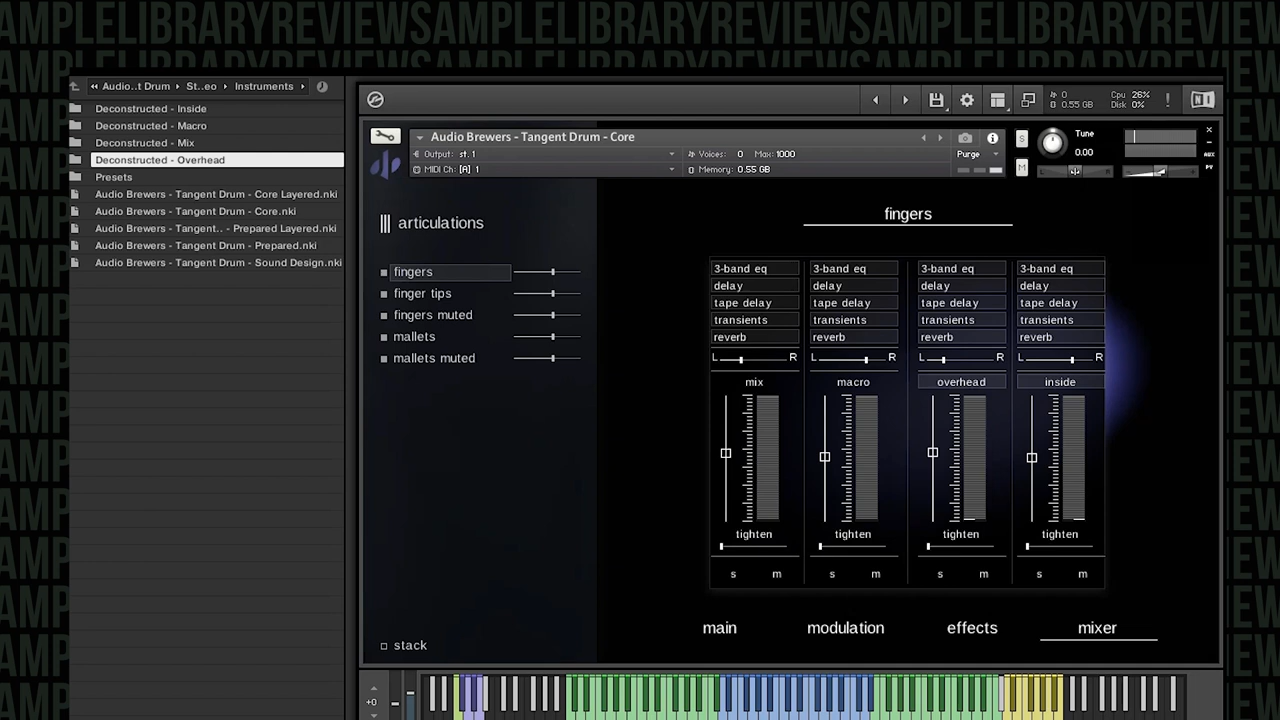 AMPLELIBRARYREVIEWSAMPLELIBRARYREVIEWSAMPLELIBRARYREVIEWS
Audio..t Drum St..eo Instruments
Deconstructed - Inside
Deconstructed - Macro
Deconstructed - Mix
Deconstructed - Overhead
Presets
Audio Brewers - Tangent Drum - Core Layered.nki
Audio Brewers - Tangent Drum - Core.nki
Audio Brewers - Tangent.. - Prepared Layered.nki
Audio Brewers - Tangent Drum - Prepared.nki
Audio Brewers - Tangent Drum - Sound Design.nki
0
0.55 GB
Cpu 26%
Disk 0%
!
Audio Brewers - Tangent Drum - Core
Output: st. 1
Voices: 0 Max: 1000
Purge
MIDI Ch: [A] 1
Memory: 0.55 GB
S
M
Tune
0.00
L R
AUX
PV
articulations
fingers
finger tips
fingers muted
mallets
mallets muted
stack
fingers
3-band eq 3-band eq 3-band eq 3-band eq
delay delay delay delay
tape delay tape delay tape delay tape delay
transients transients transients transients
reverb reverb reverb reverb
L R L R L R L R
mix macro overhead inside
tighten tighten tighten tighten
s m s m s m s m
main modulation effects mixer
+0